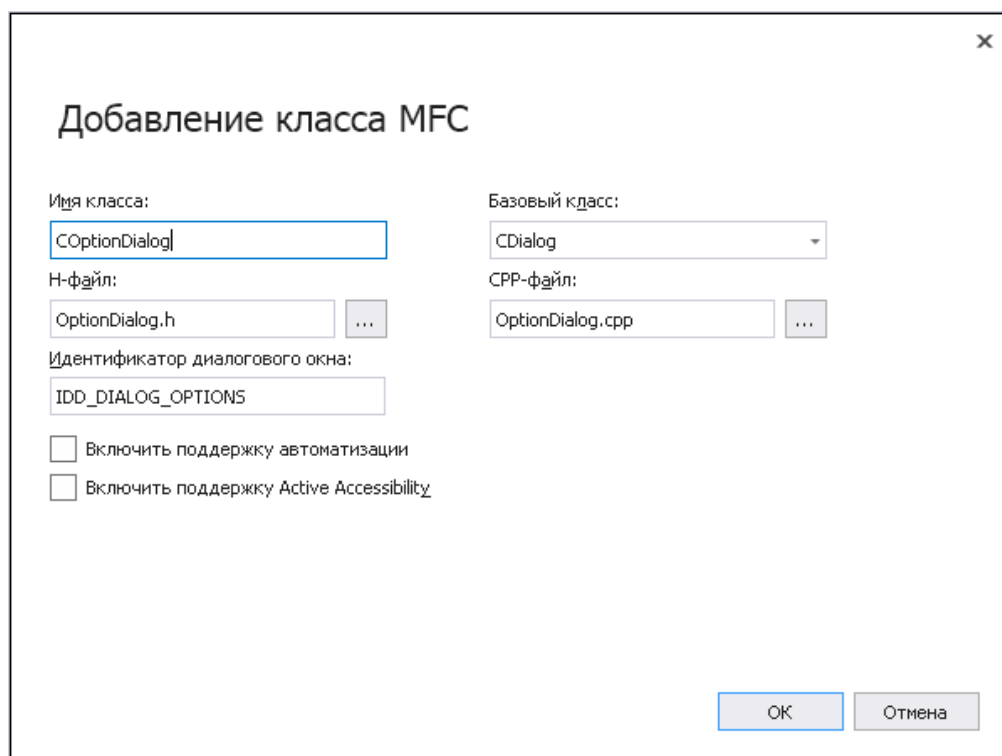 Добавление класса MFC
Имя класса: Базовый класс:
COptionDialog CDialog
H-файл: CPP-файл:
OptionDialog.h ... OptionDialog.cpp ...
Идентификатор диалогового окна:
IDD_DIALOG_OPTIONS
Включить поддержку автоматизации
Включить поддержку Active Accessibility
ОК Отмена